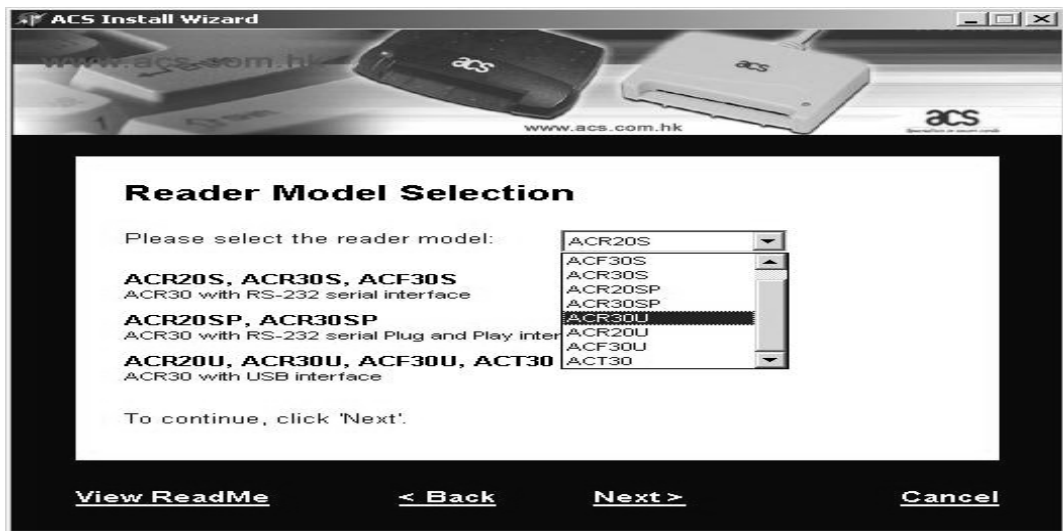 ACS Install Wizard
www.acs.com.hk
acs
acs
www.acs.com.hk
acs
Reader Model Selection
Please select the reader model:
ACR20S
ACF30S
ACR30S
ACR20SP
ACR30SP
ACR30U
ACR20U
ACF30U
ACT30
ACR20S, ACR30S, ACF30S
ACR30 with RS-232 serial interface
ACR20SP, ACR30SP
ACR30 with RS-232 serial Plug and Play inter
ACR20U, ACR30U, ACF30U, ACT30
ACR30 with USB interface
To continue, click 'Next'.
View ReadMe
< Back
Next >
Cancel